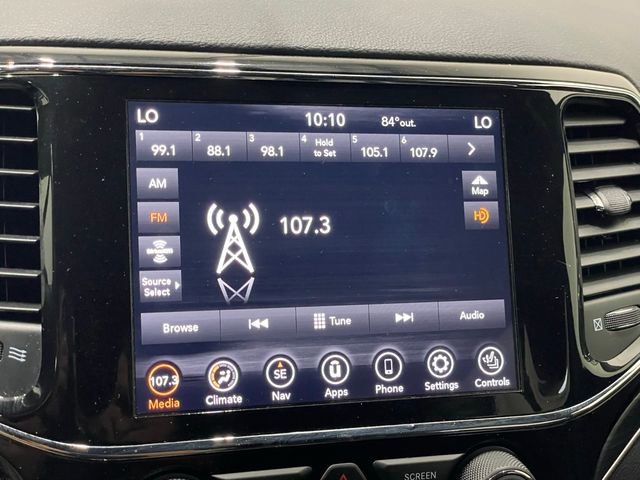 LO 10:10 84° out. LO
1 99.1 2 88.1 3 98.1 4 Hold to Set 5 105.1 6 107.9
AM
Map
FM
HD
107.3
SiriusXM
Source Select
Browse Tune Audio
107.3 SE
Media Climate Nav Apps Phone Settings Controls
SCREEN